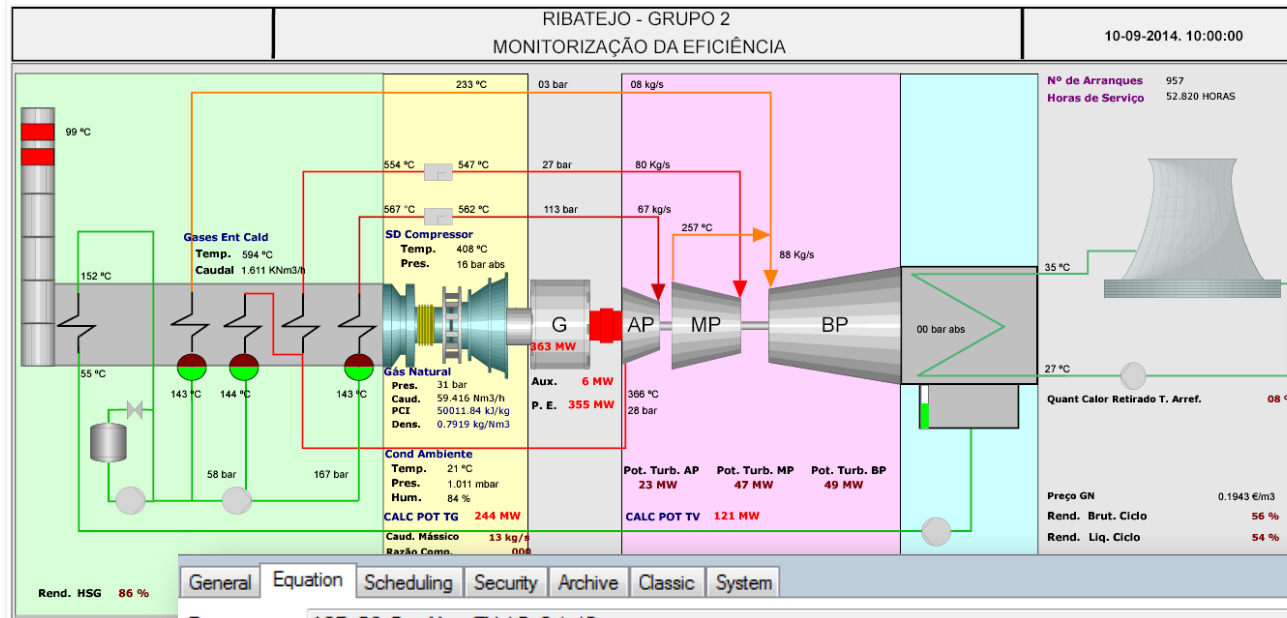 RIBATEJO - GRUPO 2
MONITORIZAÇÃO DA EFICIÊNCIA
10-09-2014. 10:00:00
233 ºC 03 bar 08 kg/s
Nº de Arranques 957
Horas de Serviço 52.820 HORAS
99 ºC
554 ºC 547 ºC 27 bar 80 Kg/s
567 ºC 562 ºC 113 bar 67 kg/s
257 ºC
88 Kg/s
Gases Ent Cald
Temp. 594 ºC
Caudal 1.611 KNm3/h
SD Compressor
Temp. 408 ºC
Pres. 16 bar abs
152 ºC
35 ºC
G
AP
MP
BP
00 bar abs
363 MW
55 ºC
143 ºC
144 ºC
143 ºC
27 ºC
Gás Natural
Pres. 31 bar
Caud. 59.416 Nm3/h
PCI 50011.84 kJ/kg
Dens. 0.7919 kg/Nm3
Aux. 6 MW
P. E. 355 MW
366 ºC
28 bar
Quant Calor Retirado T. Arref. 08
58 bar
167 bar
Cond Ambiente
Temp. 21 ºC
Pres. 1.011 mbar
Hum. 84 %
Pot. Turb. AP Pot. Turb. MP Pot. Turb. BP
23 MW 47 MW 49 MW
CALC POT TG 244 MW
CALC POT TV 121 MW
Caud. Mássico 13 kg/s
Razão Comp. 000
Preço GN 0.1943 €/m3
Rend. Brut. Ciclo 56 %
Rend. Liq. Ciclo 54 %
Rend. HSG 86 %
General Equation Scheduling Security Archive Classic System